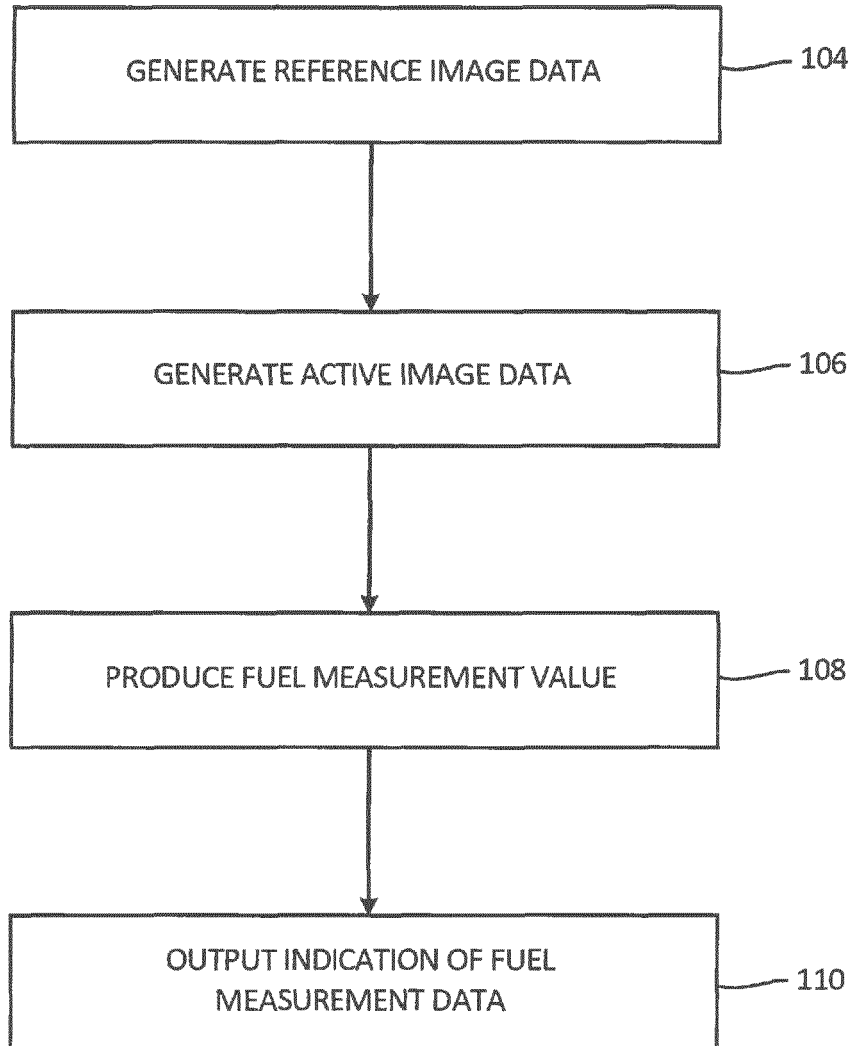 GENERATE REFERENCE IMAGE DATA
104
GENERATE ACTIVE IMAGE DATA
106
PRODUCE FUEL MEASUREMENT VALUE
108
OUTPUT INDICATION OF FUEL
MEASUREMENT DATA
110